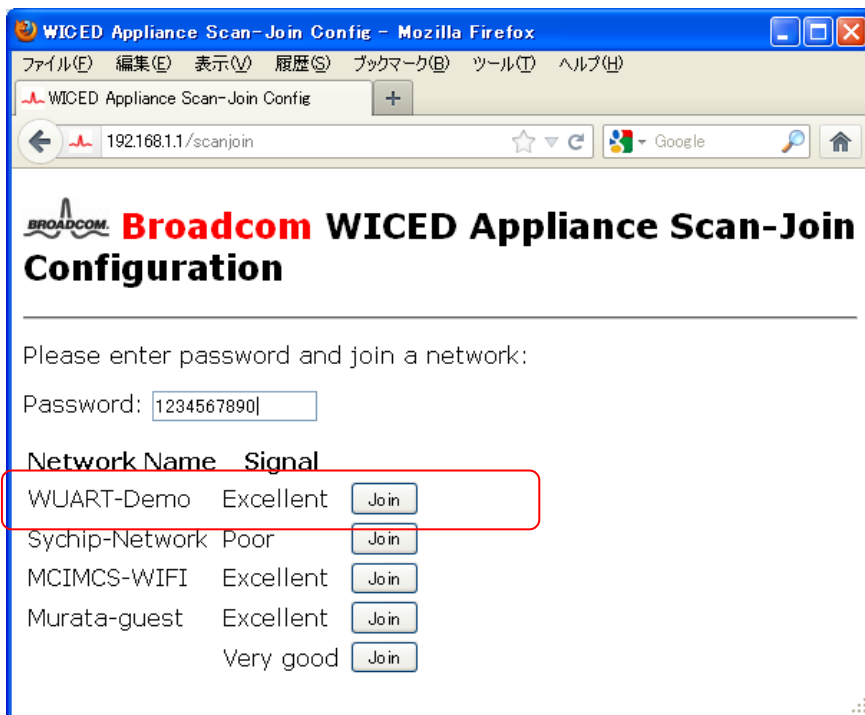 WICED Appliance Scan-Join Config - Mozilla Firefox
ファイル(F) 編集(E) 表示(V) 履歴(S) ブックマーク(B) ツール(T) ヘルプ(H)
WICED Appliance Scan-Join Config +
192.168.1.1/scanjoin Google
BROADCOM. Broadcom WICED Appliance Scan-Join
Configuration
Please enter password and join a network:
Password: 1234567890
Network Name Signal
WUART-Demo Excellent Join
Sychip-Network Poor Join
MCIMCS-WIFI Excellent Join
Murata-guest Excellent Join
Very good Join